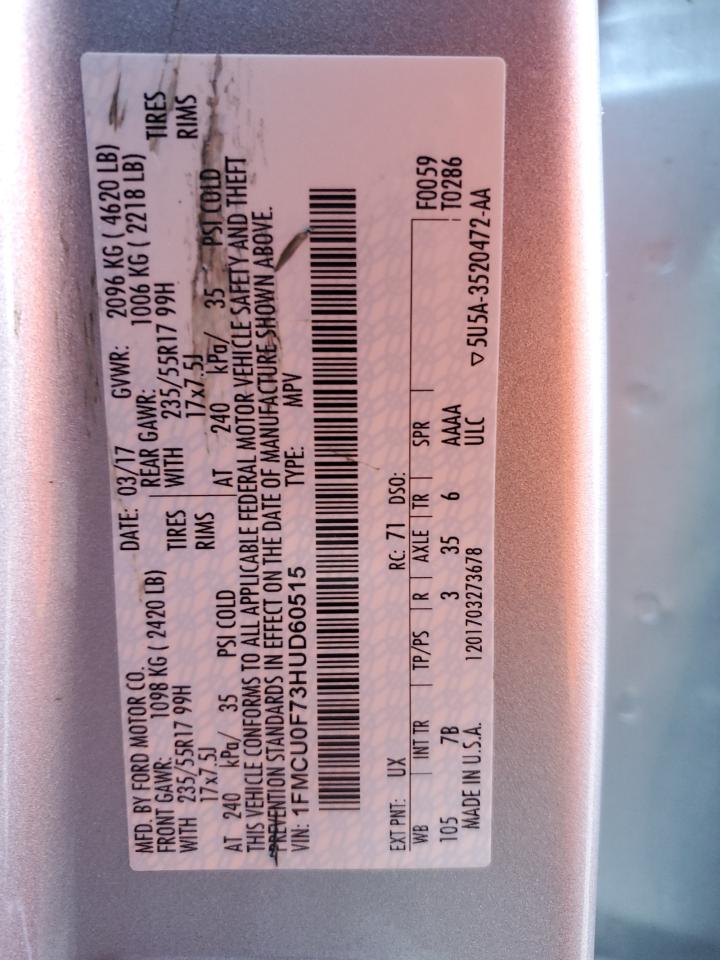 MFD. BY FORD MOTOR CO.
DATE: 03/17 GVWR: 2096 KG ( 4620 LB)
FRONT GAWR: 1098 KG ( 2420 LB) REAR GAWR: 1006 KG ( 2218 LB)
WITH 235/55R17 99H TIRES WITH 235/55R17 99H TIRES
17x7.5J RIMS 17x7.5J RIMS
AT 240 kPa/ 35 PSI COLD AT 240 kPa/ 35 PSI COLD
THIS VEHICLE CONFORMS TO ALL APPLICABLE FEDERAL MOTOR VEHICLE SAFETY AND THEFT
PREVENTION STANDARDS IN EFFECT ON THE DATE OF MANUFACTURE SHOWN ABOVE.
VIN: 1FMCU0F73HUD60515 TYPE: MPV
EXT PNT: UX RC: 71 DSO: F0059
WB INT TR TP/PS R AXLE TR SPR T0286
105 7B 3 35 6 AAAA
MADE IN U.S.A. 1201703273678 ULC ▽5U5A-3520472-AA